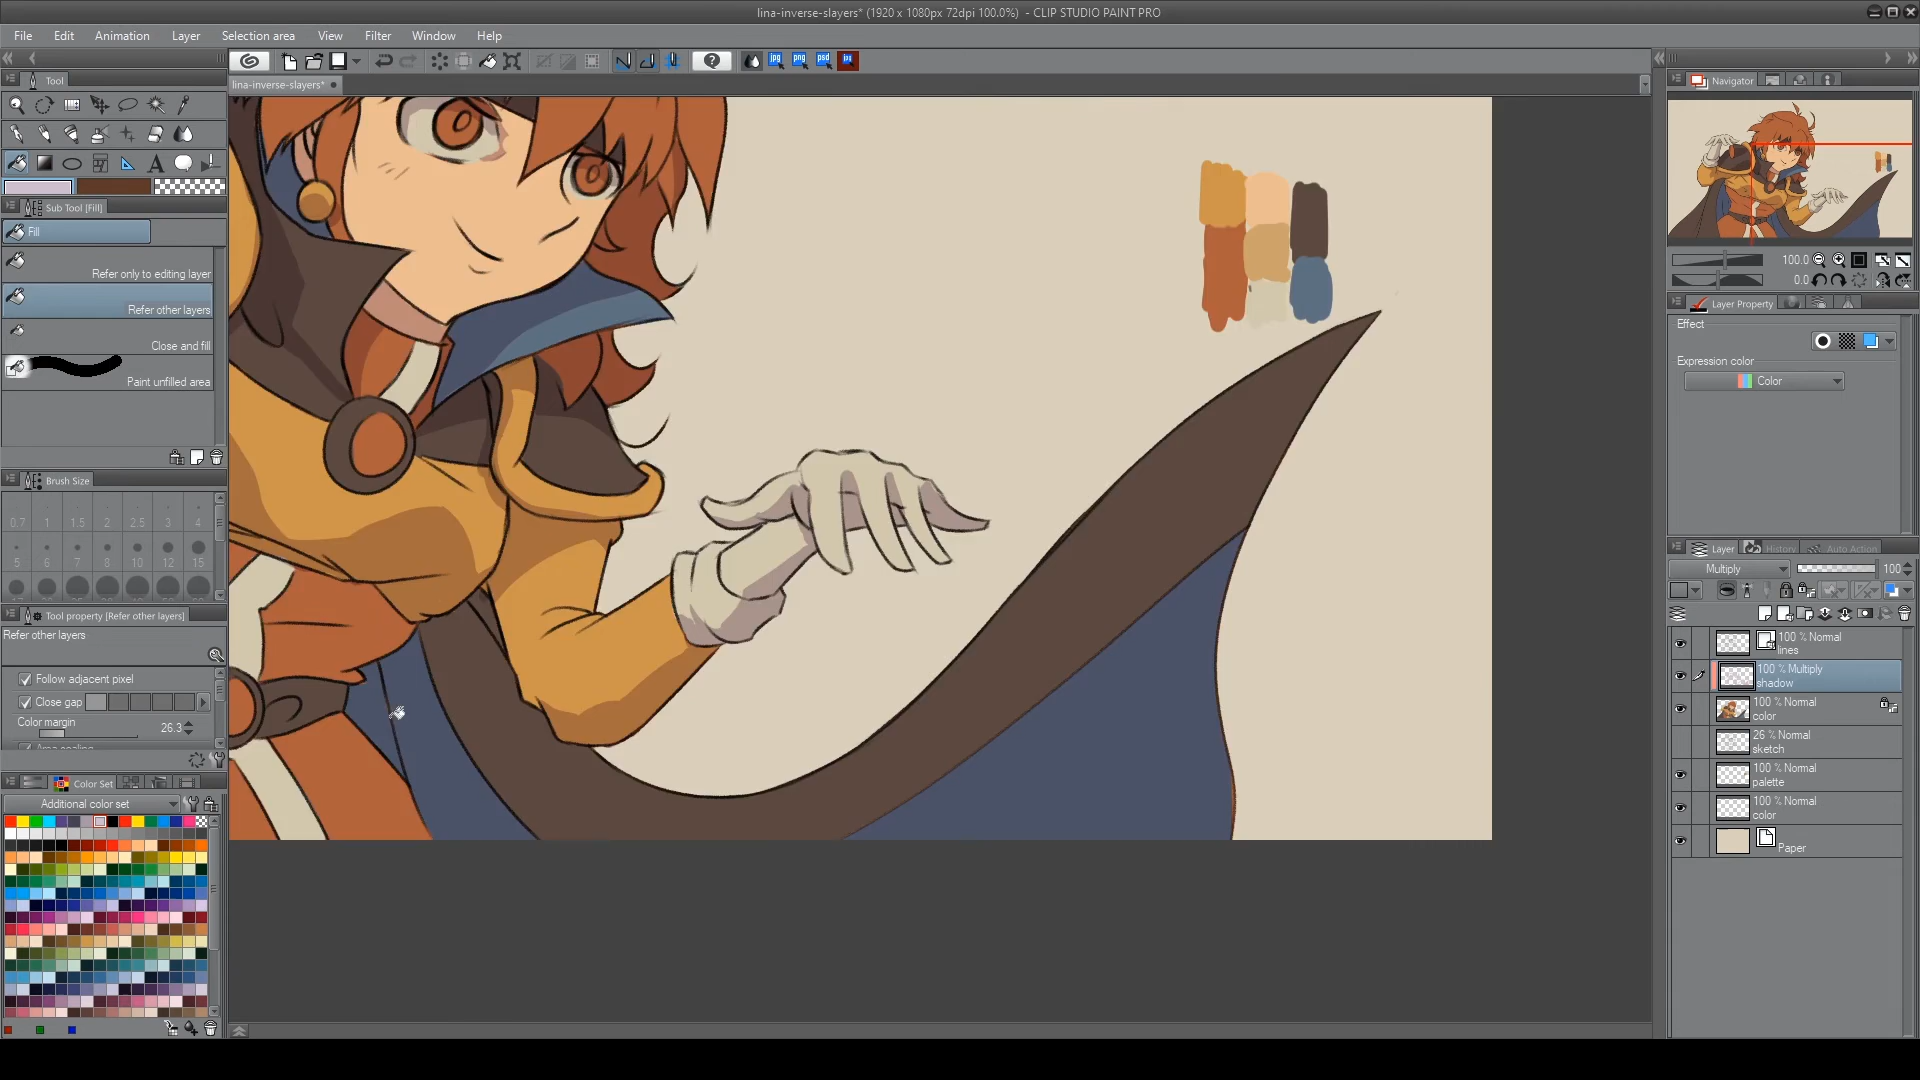 lina-inverse-slayers* (1920 x 1080px 72dpi 100.0%) - CLIP STUDIO PAINT PRO
File Edit Animation Layer Selection area View Filter Window Help
jpg png psd
Tool
lina-inverse-slayers*
Navigator
Sub Tool [Fill]
Fill
Refer only to editing layer
Refer other layers
Close and fill
Paint unfilled area
100.0
0.0
Layer Property
Effect
Expression color
Color
Brush Size
0.7 1 1.5 2 2.5 3 4
5 6 7 8 10 12 15
Tool property [Refer other layers]
Refer other layers
Follow adjacent pixel
Close gap
Color margin
26.3
Area scaling
Color Set
Additional color set
Layer History Auto Action
Multiply 100
100 % Normal
lines
100 % Multiply
shadow
100 % Normal
color
26 % Normal
sketch
100 % Normal
palette
100 % Normal
color
Paper